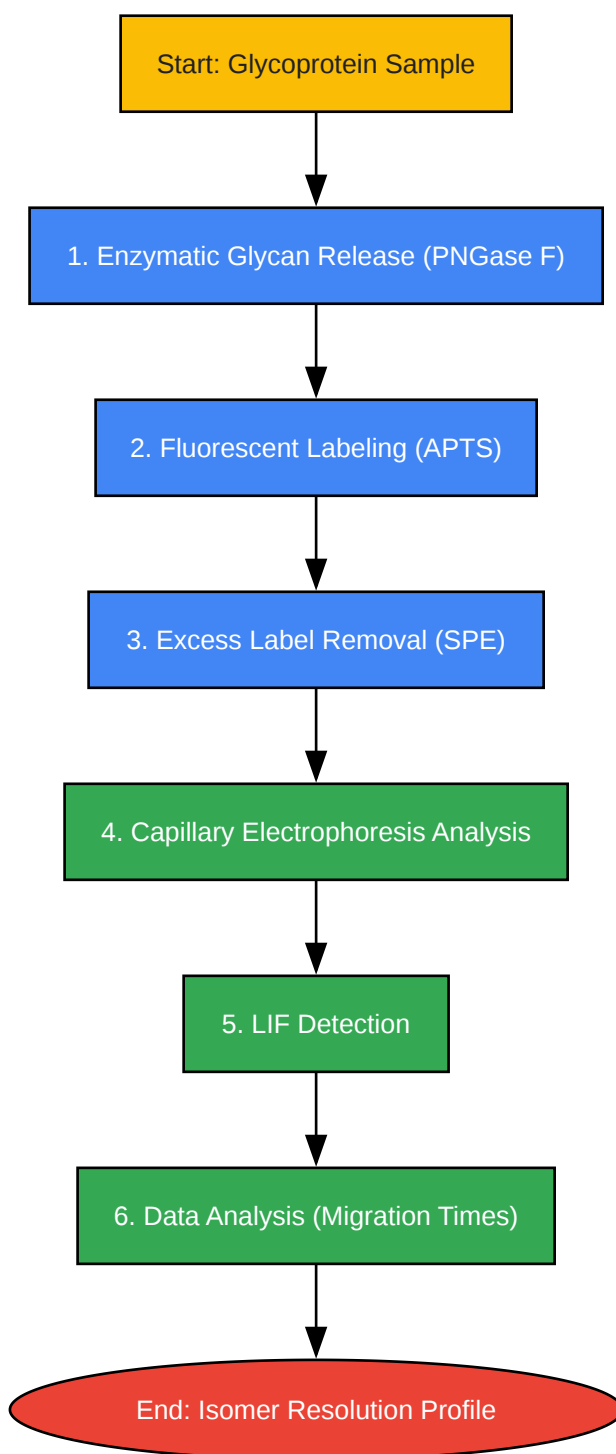 Start: Glycoprotein Sample
1. Enzymatic Glycan Release (PNGase F)
2. Fluorescent Labeling (APTS)
3. Excess Label Removal (SPE)
4. Capillary Electrophoresis Analysis
5. LIF Detection
6. Data Analysis (Migration Times)
End: Isomer Resolution Profile